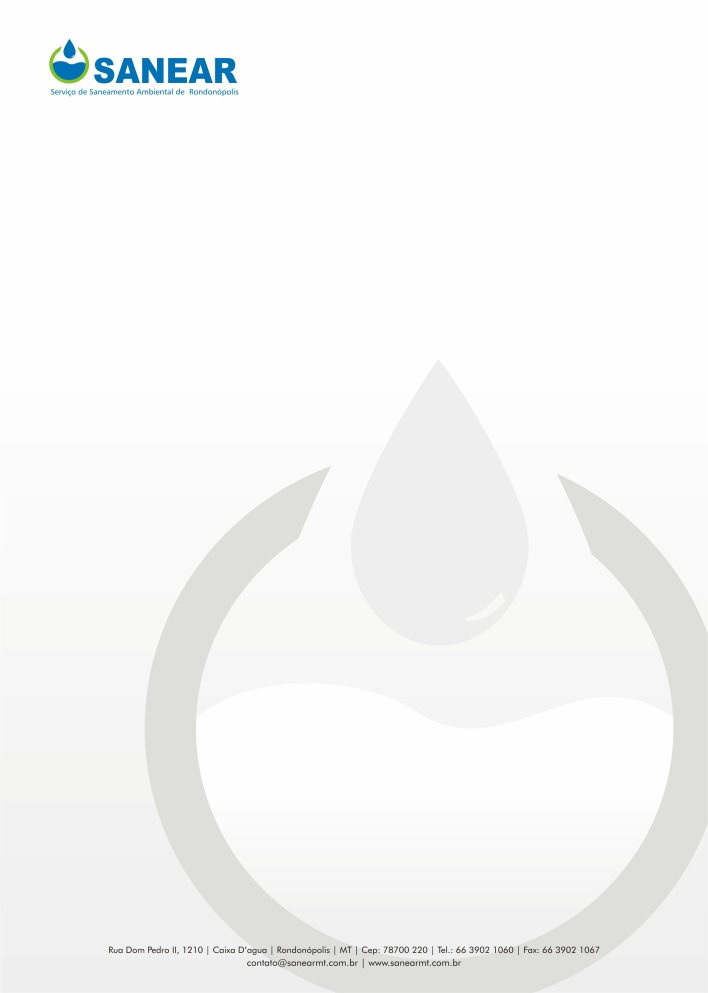 SANEAR
Serviço de Saneamento Ambiental de Rondonópolis
Rua Dom Pedro II, 1210 | Caixa D'agua | Rondonópolis | MT | Cep: 78700 220 | Tel.: 66 3902 1060 | Fax: 66 3902 1067
contato@sanearmt.com.br | www.sanearmt.com.br